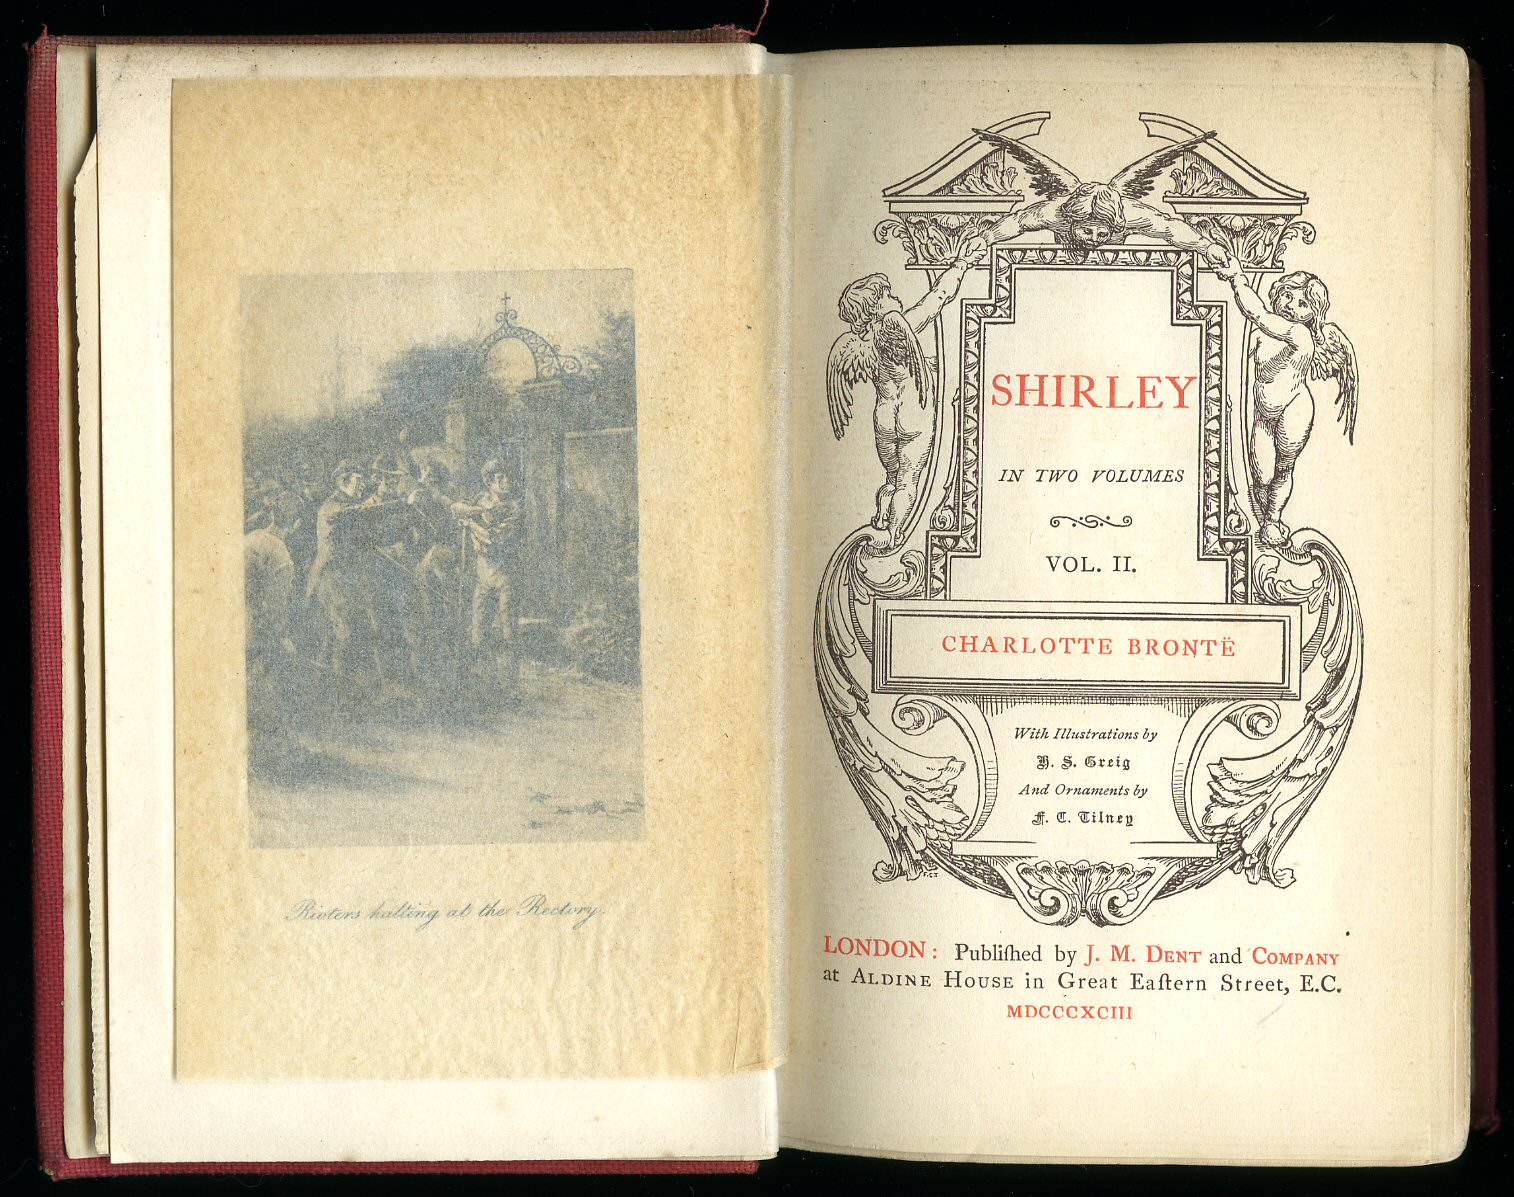 Rioters halting at the Rectory.
SHIRLEY
IN TWO VOLUMES
VOL. II.
CHARLOTTE BRONTË
With Illustrations by
H. S. Greig
And Ornaments by
F. C. Tilney
F.C.T
LONDON: Publiſhed by J. M. DENT and COMPANY
at ALDINE HOUSE in Great Eaſtern Street, E.C.
MDCCCXCIII